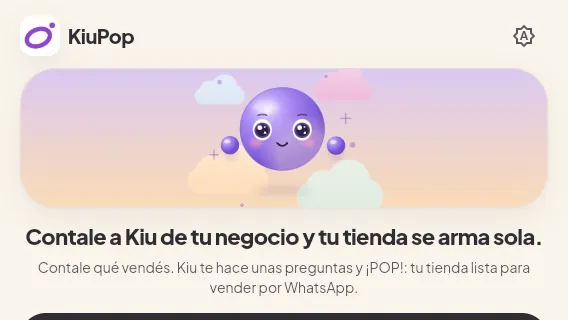 KiuPop
A
Contale a Kiu de tu negocio y tu tienda se arma sola.
Contale qué vendés. Kiu te hace unas preguntas y ¡POP!: tu tienda lista para
vender por WhatsApp.